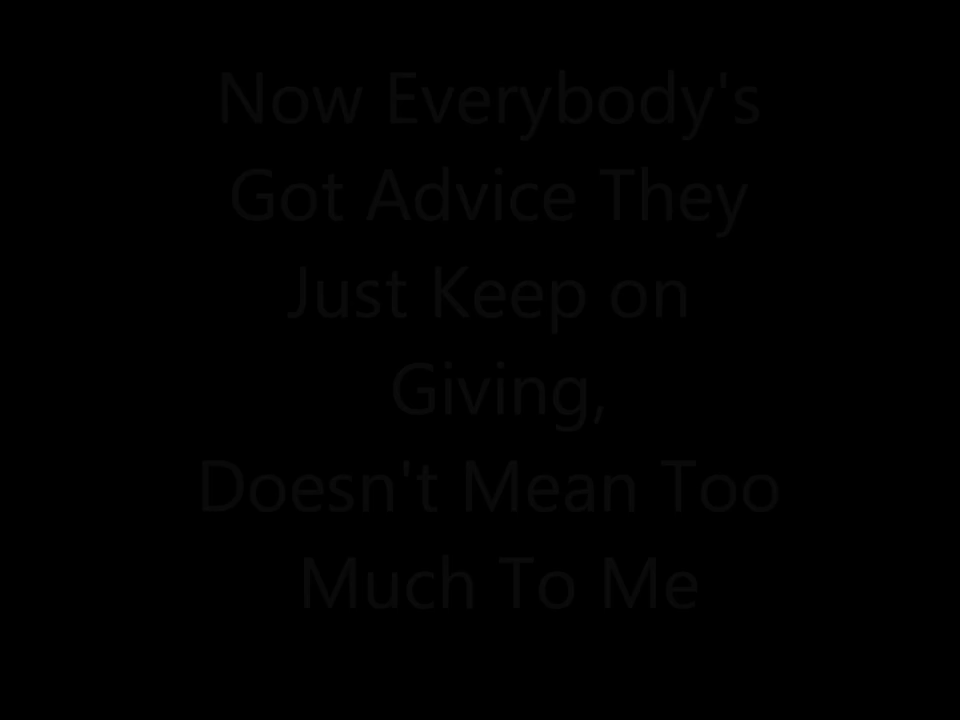 Now Everybody's
Got Advice They
Just Keep on
Giving,
Doesn't Mean Too
Much To Me